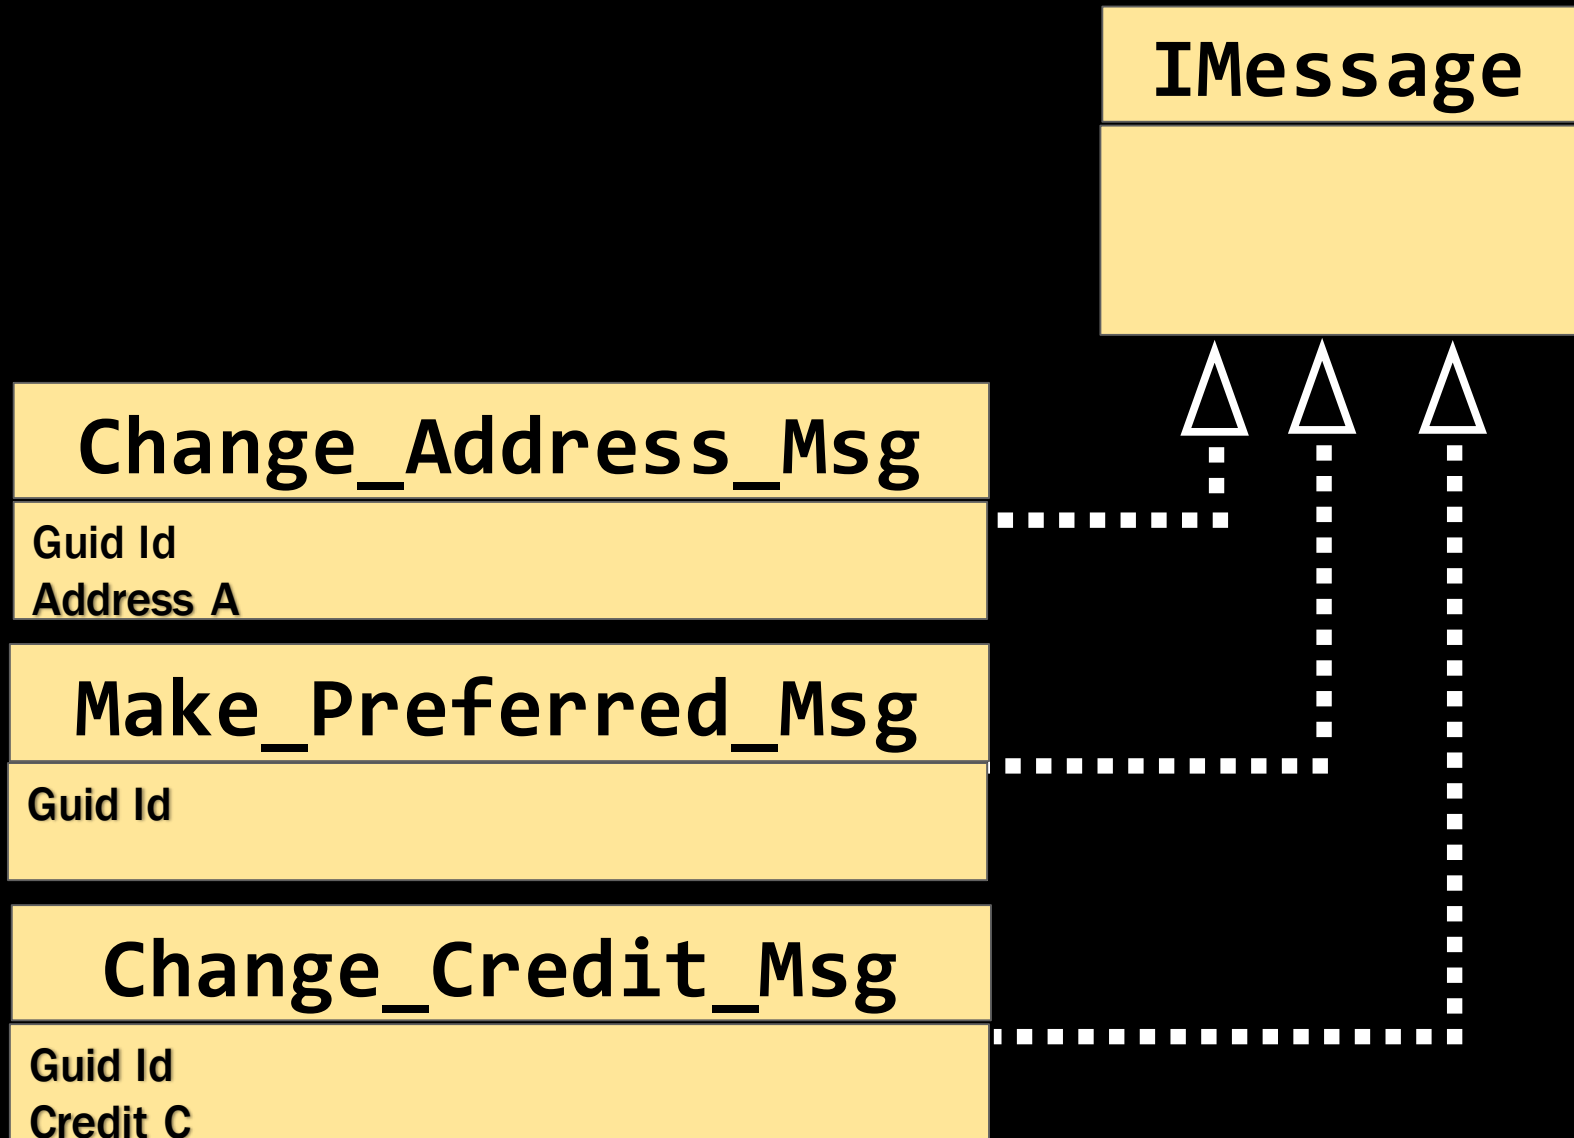 IMessage
Change_Address_Msg
Guid Id
Address A
Make_Preferred_Msg
Guid Id
Change_Credit_Msg
Guid Id
Credit C